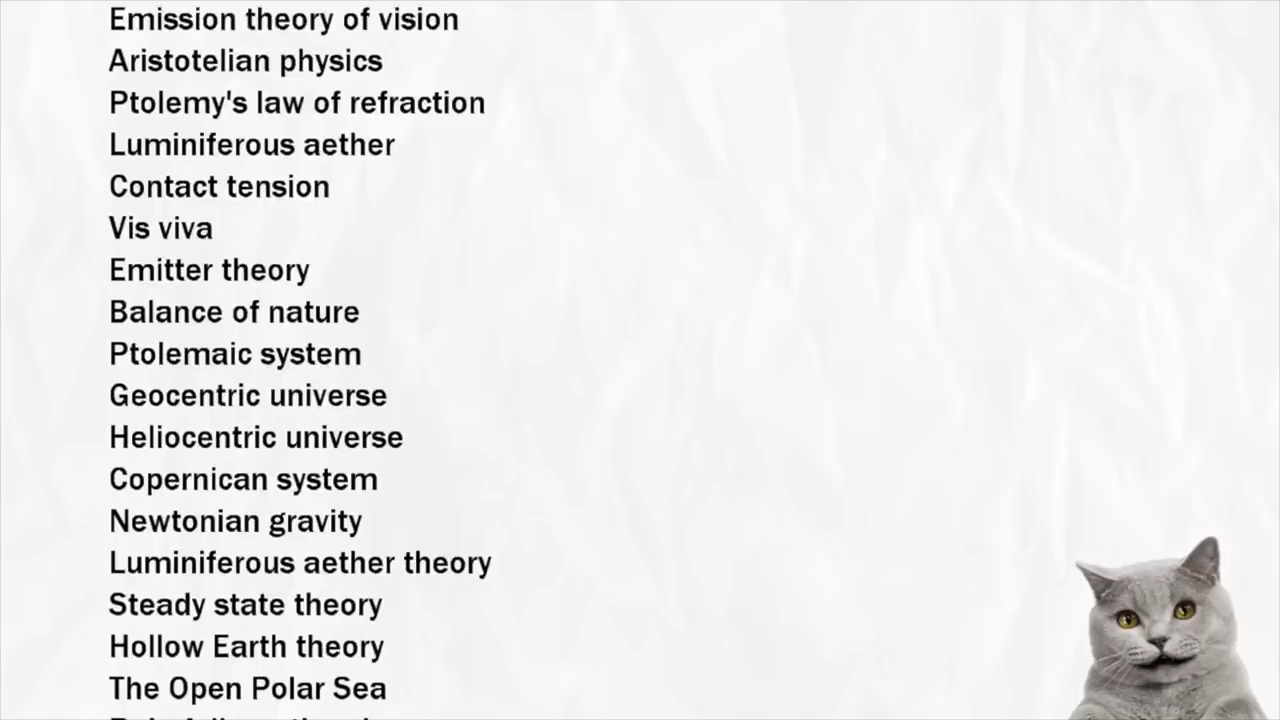 Emission theory of vision
Aristotelian physics
Ptolemy's law of refraction
Luminiferous aether
Contact tension
Vis viva
Emitter theory
Balance of nature
Ptolemaic system
Geocentric universe
Heliocentric universe
Copernican system
Newtonian gravity
Luminiferous aether theory
Steady state theory
Hollow Earth theory
The Open Polar Sea